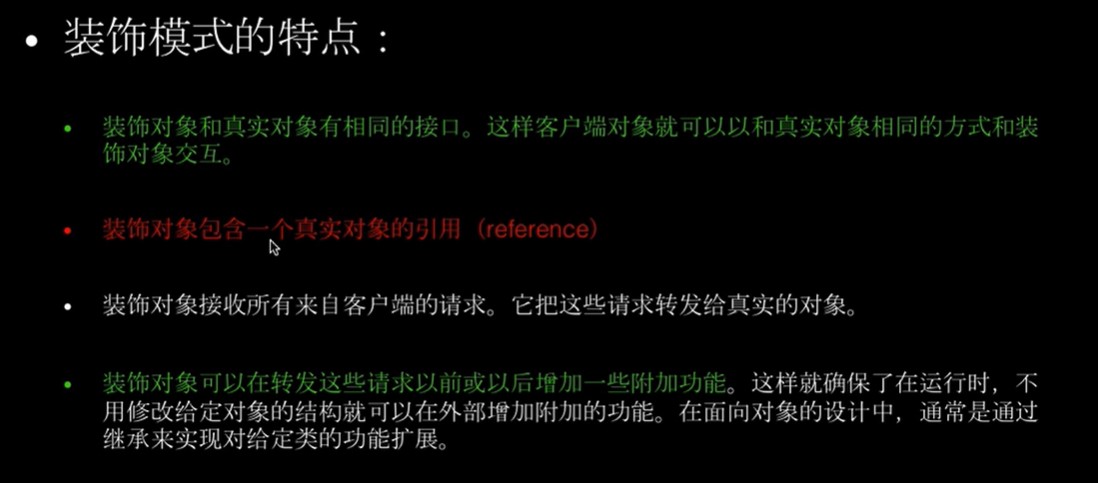 装饰模式的特点：
装饰对象和真实对象有相同的接口。这样客户端对象就可以以和真实对象相同的方式和装
饰对象交互。
装饰对象包含一个真实对象的引用（reference）
装饰对象接收所有来自客户端的请求。它把这些请求转发给真实的对象。
装饰对象可以在转发这些请求以前或以后增加一些附加功能。这样就确保了在运行时，不
用修改给定对象的结构就可以在外部增加附加的功能。在面向对象的设计中，通常是通过
继承来实现对给定类的功能扩展。